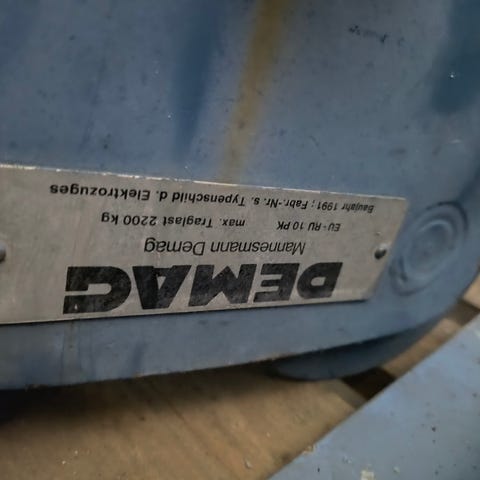 DEMAG
Mannesmann Demag
EU - RU 10 PK max. Traglast 2200 kg
Baujahr 1991 ; Fabr.-Nr. s. Typenschild d. Elektrozuges